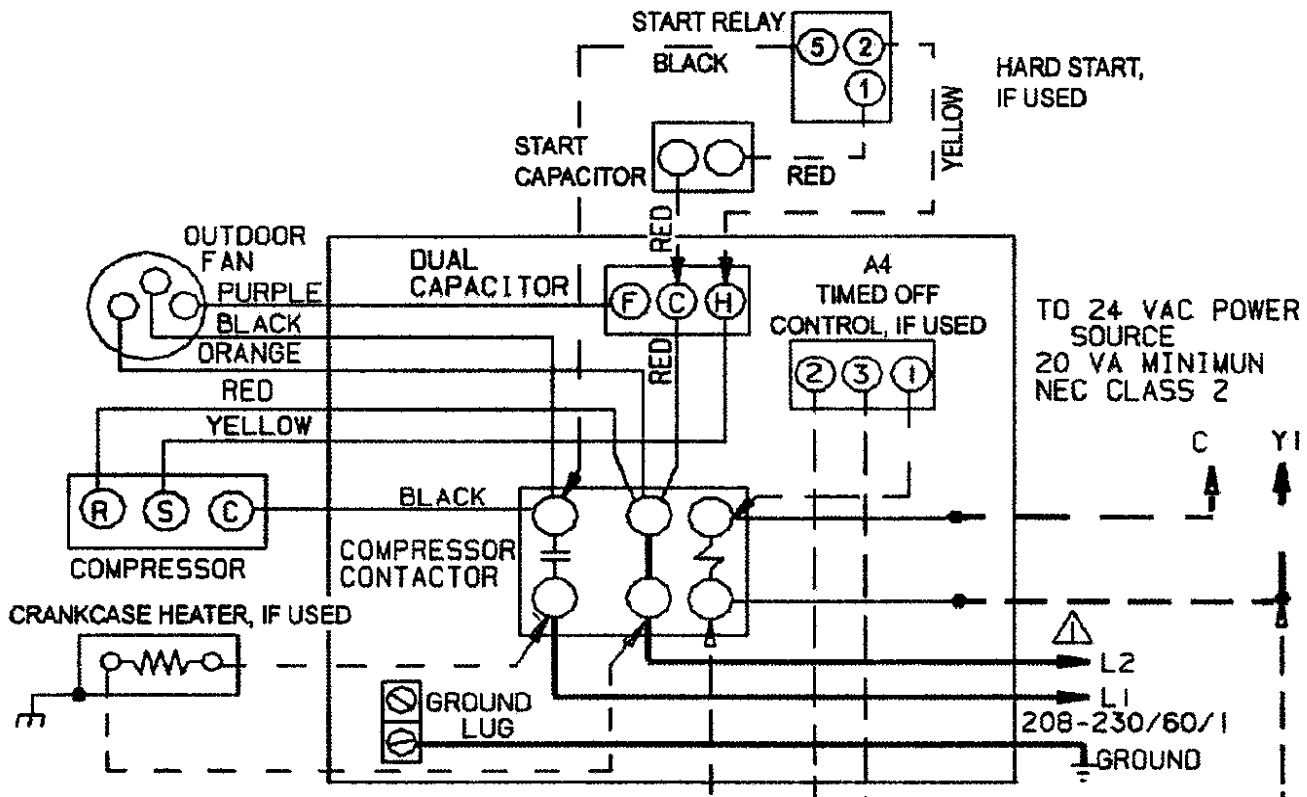 START RELAY
5 2
1
BLACK
HARD START,
IF USED
YELLOW
START
CAPACITOR
RED
RED
OUTDOOR
FAN
DUAL
CAPACITOR
F C H
A4
TIMED OFF
CONTROL, IF USED
2 3 1
TO 24 VAC POWER
SOURCE
20 VA MINIMUN
NEC CLASS 2
PURPLE
BLACK
ORANGE
RED
RED
YELLOW
C Y1
R S C
BLACK
COMPRESSOR
COMPRESSOR
CONTACTOR
CRANKCASE HEATER, IF USED
1
L2
L1
208-230/60/1
GROUND
LUG
GROUND